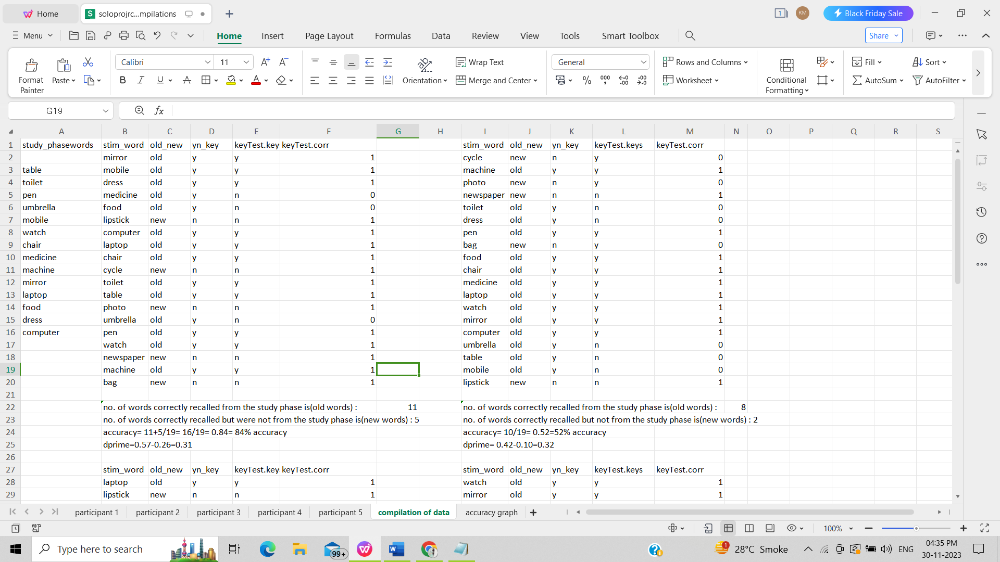 Home soloprojrc...mpilations KM Black Friday Sale
Menu Home Insert Page Layout Formulas Data Review View Tools Smart Toolbox Share
Format Painter Paste Calibri 11 Orientation Wrap Text Merge and Center General Rows and Columns Worksheet Conditional Formatting Fill Sort AutoSum AutoFilter
G19 fx
A B C D E F G H I J K L M N O P Q R S
1 study_phasewords stim_word old_new yn_key keyTest.key keyTest.corr stim_word old_new yn_key keyTest.keys keyTest.corr
2 mirror old y y 1 cycle new n y 0
3 table mobile old y y 1 machine old y y 1
4 toilet dress old y y 1 photo new n y 0
5 pen medicine old y n 0 newspaper new n n 1
6 umbrella food old y n 0 toilet old y n 0
7 mobile lipstick new n n 1 dress old y n 0
8 watch computer old y y 1 pen old y y 1
9 chair laptop old y y 1 bag new n y 0
10 medicine chair old y y 1 food old y y 1
11 machine cycle new n n 1 chair old y y 1
12 mirror toilet old y y 1 medicine old y y 1
13 laptop table old y y 1 laptop old y y 1
14 food photo new n n 1 watch old y y 1
15 dress umbrella old y n 0 mirror old y y 1
16 computer pen old y y 1 computer old y y 1
17 watch old y y 1 umbrella old y n 0
18 newspaper new n n 1 table old y n 0
19 machine old y y 1 mobile old y n 0
20 bag new n n 1 lipstick new n n 1
21
22 no. of words correctly recalled from the study phase is(old words) : 11 no. of words correctly recalled from the study phase is(old words) : 8
23 no. of words correctly recalled but were not from the study phase is(new words) : 5 no. of words correctly recalled but not from the study phase is(new words) : 2
24 accuracy= 11+5/19= 16/19= 0.84= 84% accuracy accuracy= 10/19= 0.52=52% accuracy
25 dprime=0.57-0.26=0.31 dprime= 0.42-0.10=0.32
26
27 stim_word old_new yn_key keyTest.key keyTest.corr stim_word old_new yn_key keyTest.keys keyTest.corr
28 laptop old y y 1 watch old y y 1
29 lipstick new n n 1 mirror old y y 1
participant 1 participant 2 participant 3 participant 4 participant 5 compilation of data accuracy graph
100%
Type here to search 99+ 1 28°C Smoke ENG 04:35 PM
30-11-2023